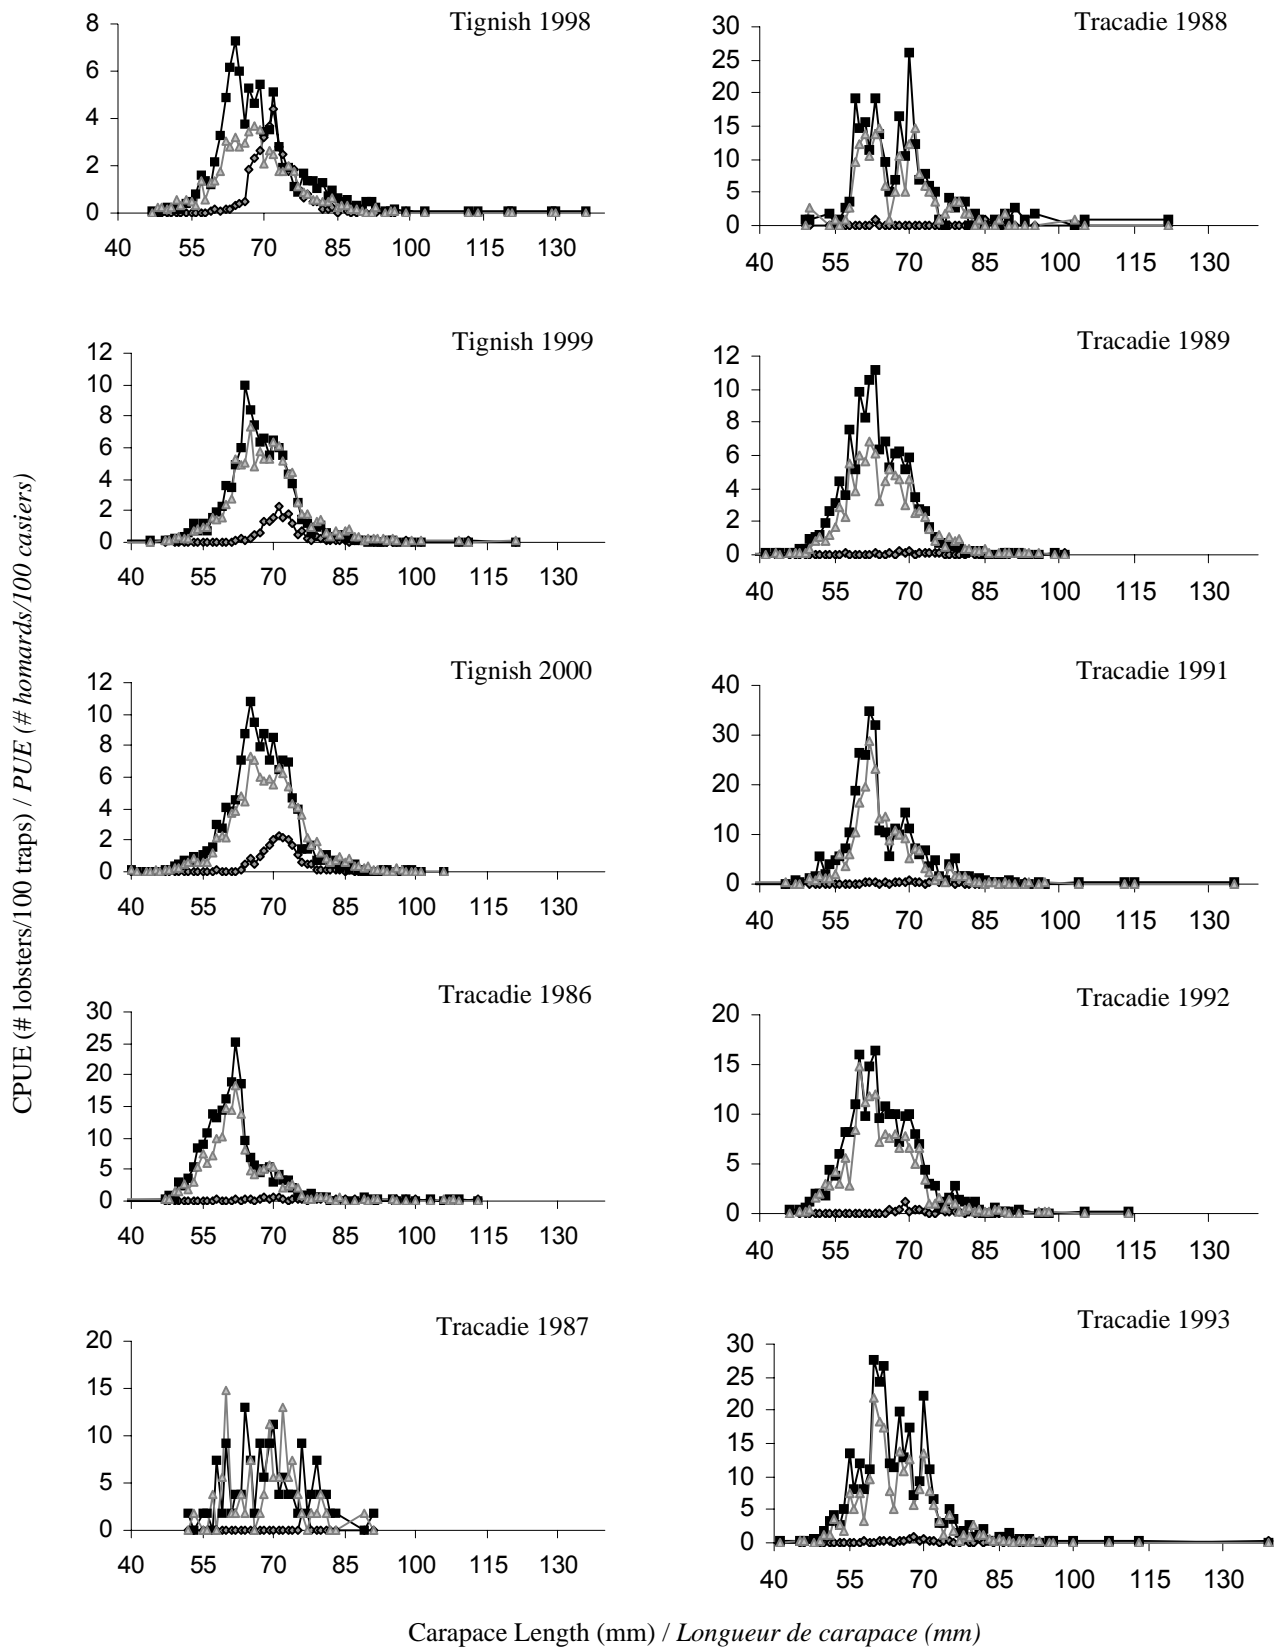 CPUE (# lobsters/100 traps) / PUE (# homards/100 casiers)
Tignish 1998
8
6
4
2
0
40 55 70 85 100 115 130
Tignish 1999
12
10
8
6
4
2
0
40 55 70 85 100 115 130
Tignish 2000
12
10
8
6
4
2
0
40 55 70 85 100 115 130
Tracadie 1986
30
25
20
15
10
5
0
40 55 70 85 100 115 130
Tracadie 1987
20
15
10
5
0
40 55 70 85 100 115 130
Tracadie 1988
30
25
20
15
10
5
0
40 55 70 85 100 115 130
Tracadie 1989
12
10
8
6
4
2
0
40 55 70 85 100 115 130
Tracadie 1991
40
30
20
10
0
40 55 70 85 100 115 130
Tracadie 1992
20
15
10
5
0
40 55 70 85 100 115 130
Tracadie 1993
30
25
20
15
10
5
0
40 55 70 85 100 115 130
Carapace Length (mm) / Longueur de carapace (mm)